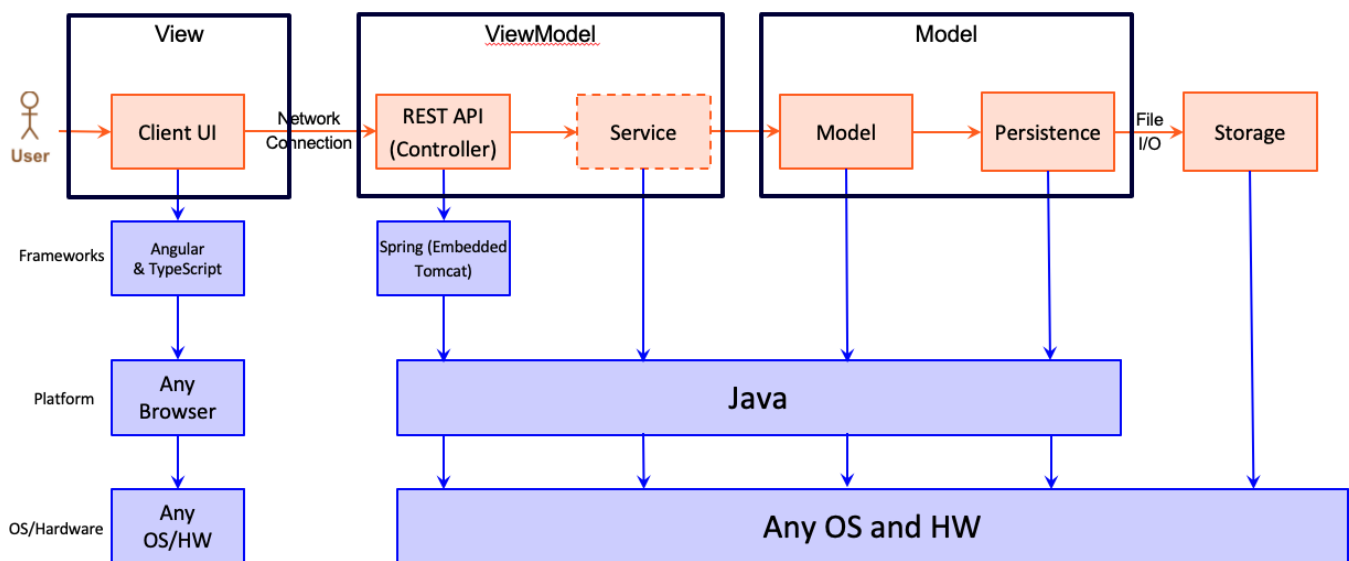 View
ViewModel
Model
User
Client UI
Network
Connection
REST API
(Controller)
Service
Model
Persistence
File
I/O
Storage
Frameworks
Angular
& TypeScript
Spring (Embedded
Tomcat)
Platform
Any
Browser
Java
OS/Hardware
Any
OS/HW
Any OS and HW